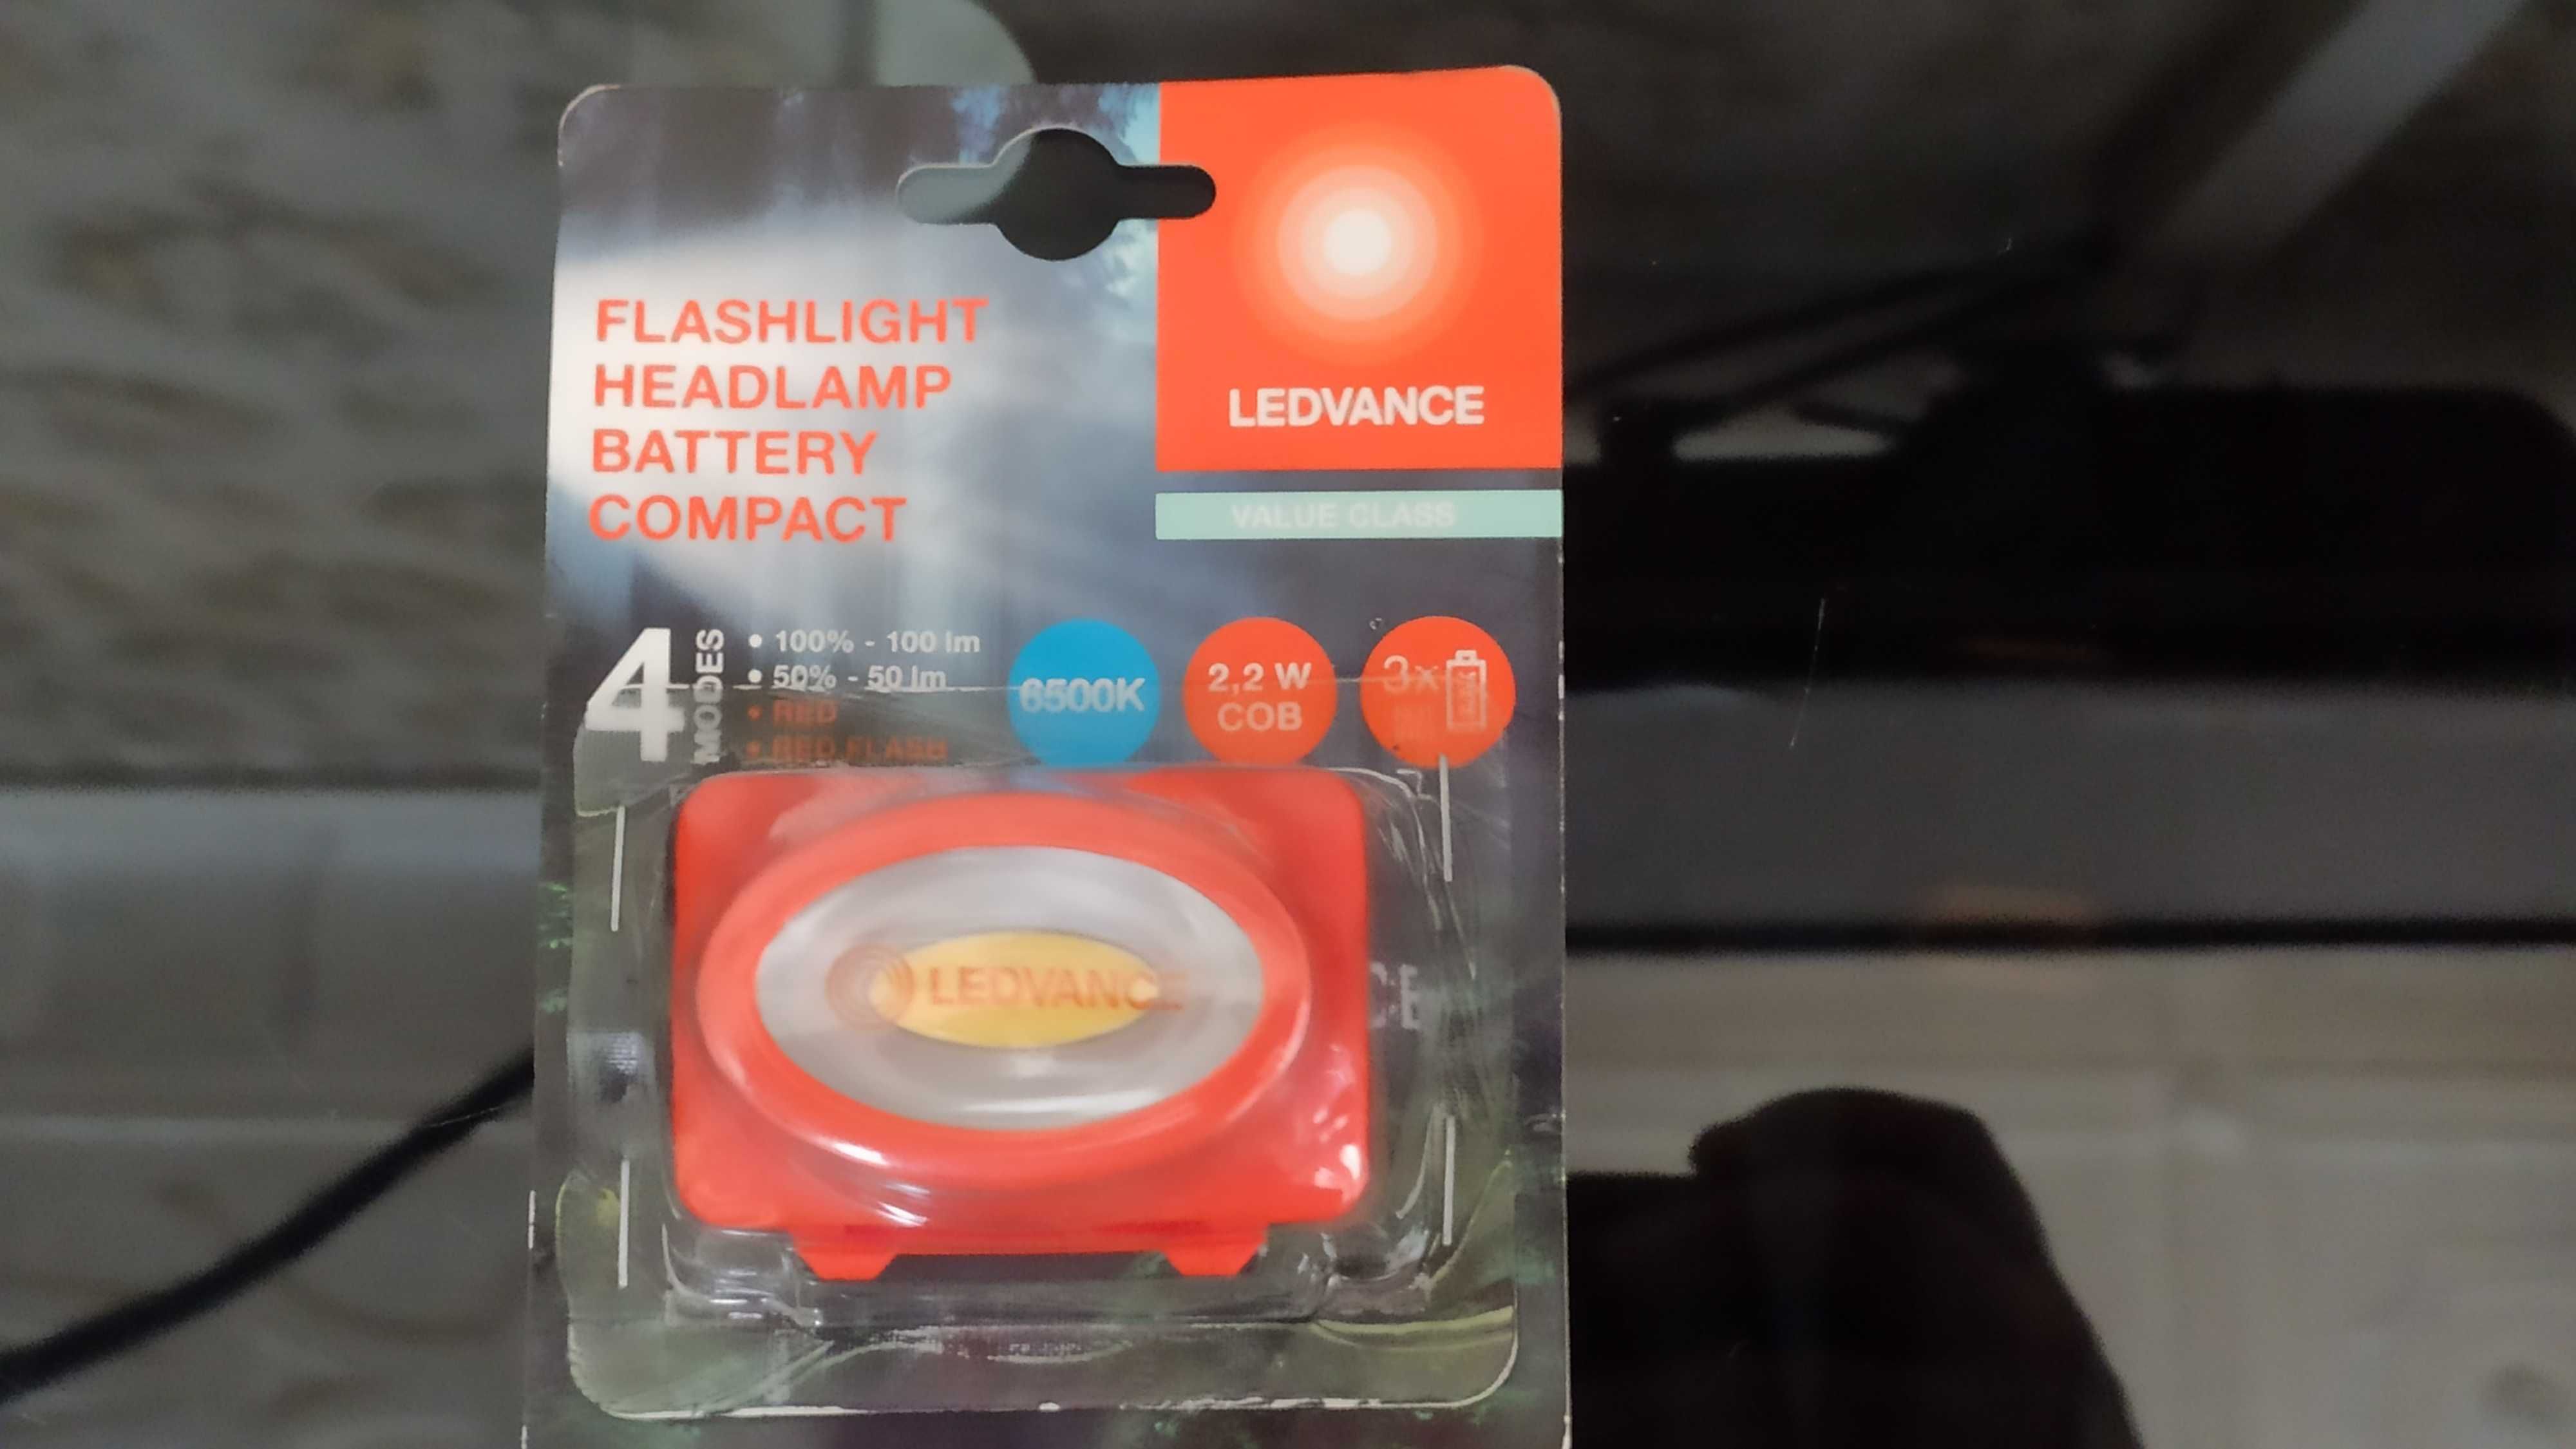 FLASHLIGHT
HEADLAMP
BATTERY
COMPACT
LEDVANCE
VALUE CLASS
4 MODES
• 100% - 100 lm
• 50% - 50 lm
• RED
• RED FLASH
6500K
2,2 W
COB
3x
LEDVANCE
CE